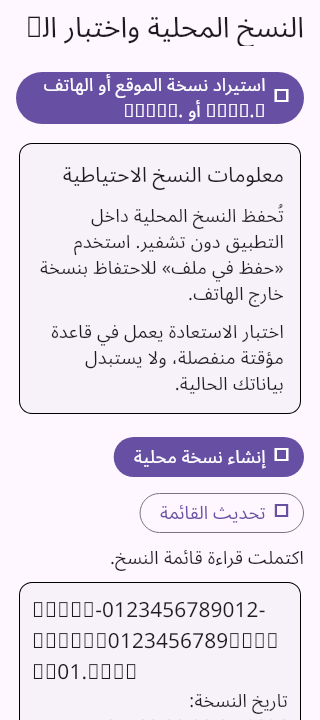 النسخ المحلية واختبار ال
استيراد نسخة الموقع أو الهاتف
أو
معلومات النسخ الاحتياطية
تُحفظ النسخ المحلية داخل
التطبيق دون تشفير. استخدم
«حفظ في ملف» للاحتفاظ بنسخة
خارج الهاتف.
اختبار الاستعادة يعمل في قاعدة
مؤقتة منفصلة، ولا يستبدل
بياناتك الحالية.
إنشاء نسخة محلية
تحديث القائمة
اكتملت قراءة قائمة النسخ.
-0123456789012-
0123456789
01.
تاريخ النسخة: